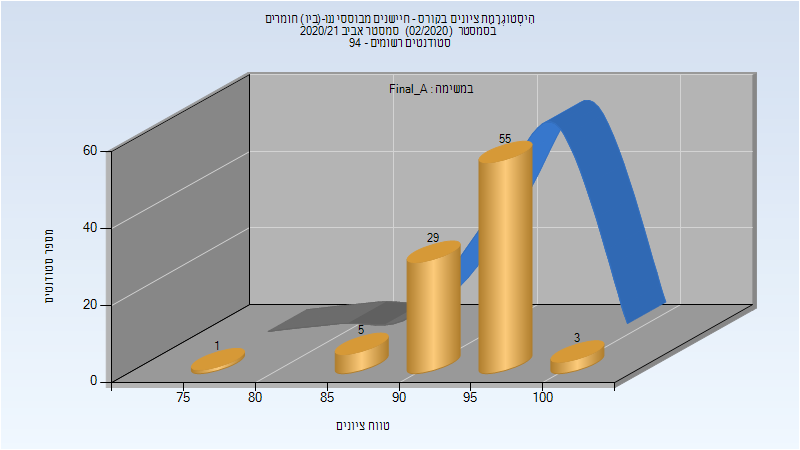 היסטוגרמת ציונים בקורס - חיישנים מבוססי ננו-(ביו) חומרים
בסמסטר (02/2020) סמסטר אביב 2020/21
סטודנטים רשומים - 94
במשימה : Final_A
60
40
20
0
מספר סטודנטים
1
5
29
55
3
75
80
85
90
95
100
טווח ציונים